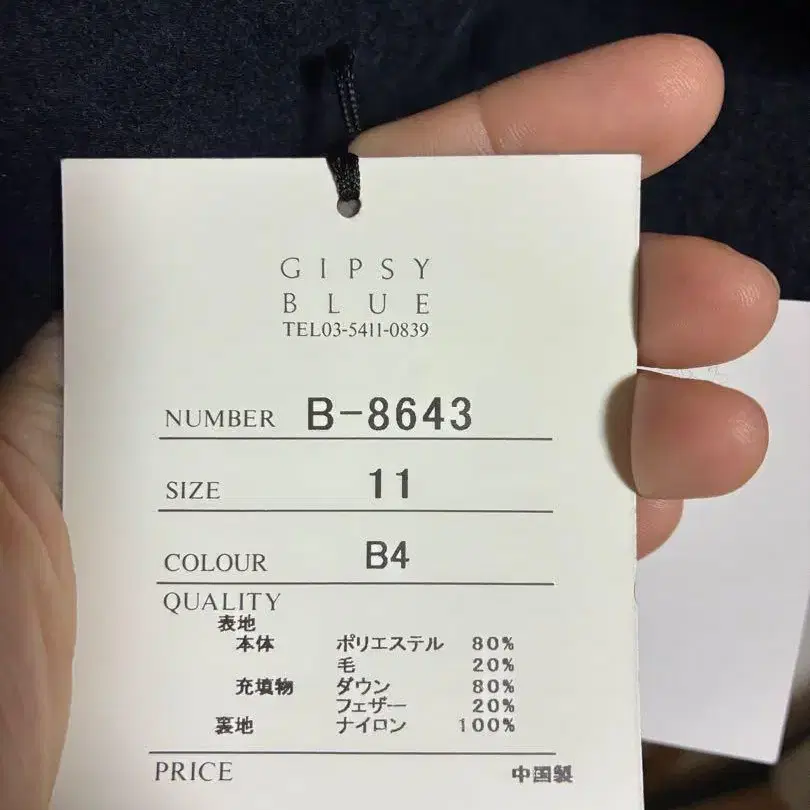 GIPSY
BLUE
TEL03-5411-0839
NUMBER B-8643
SIZE 11
COLOUR B4
QUALITY
表地
本体 ポリエステル 80%
毛 20%
充填物 ダウン 80%
フェザー 20%
裏地 ナイロン 100%
PRICE 中国製